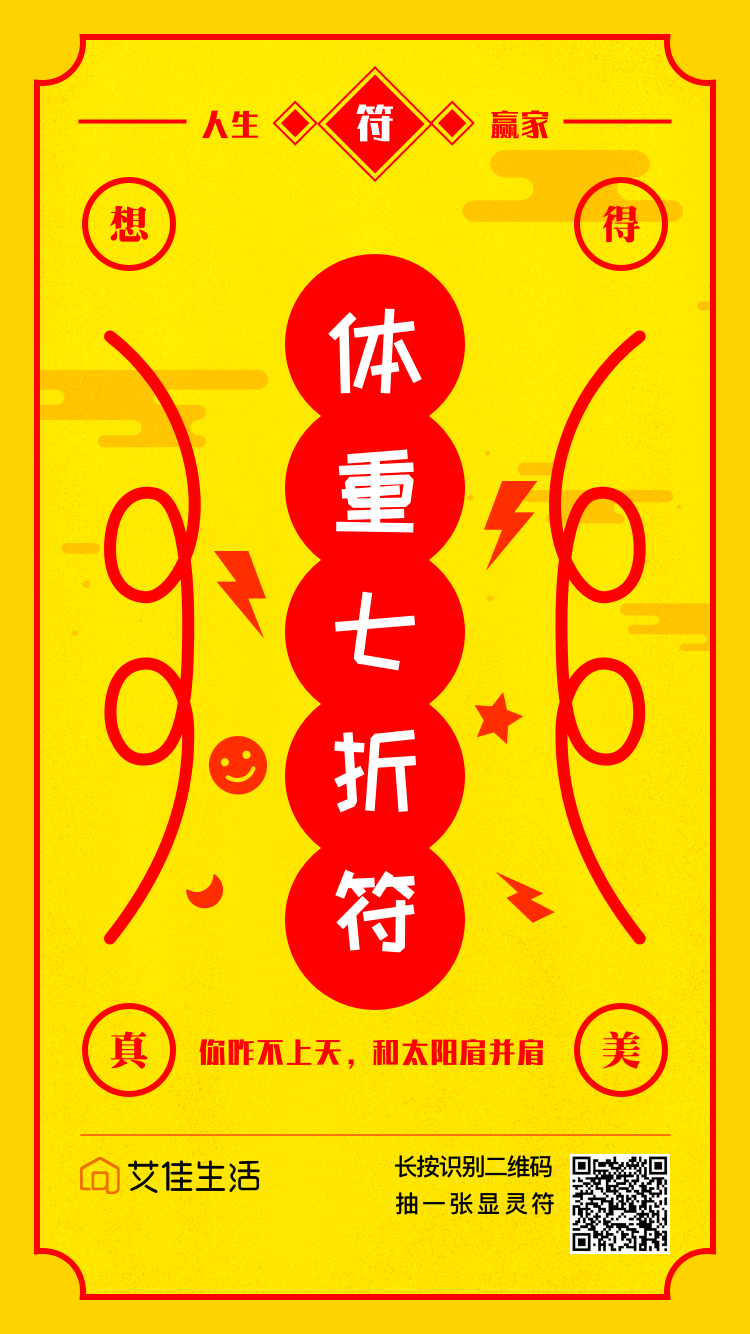 人生 符 赢家
想 得
体
重
七
折
符
真 美
你咋不上天，和太阳肩并肩
艾佳生活
长按识别二维码
抽一张显灵符